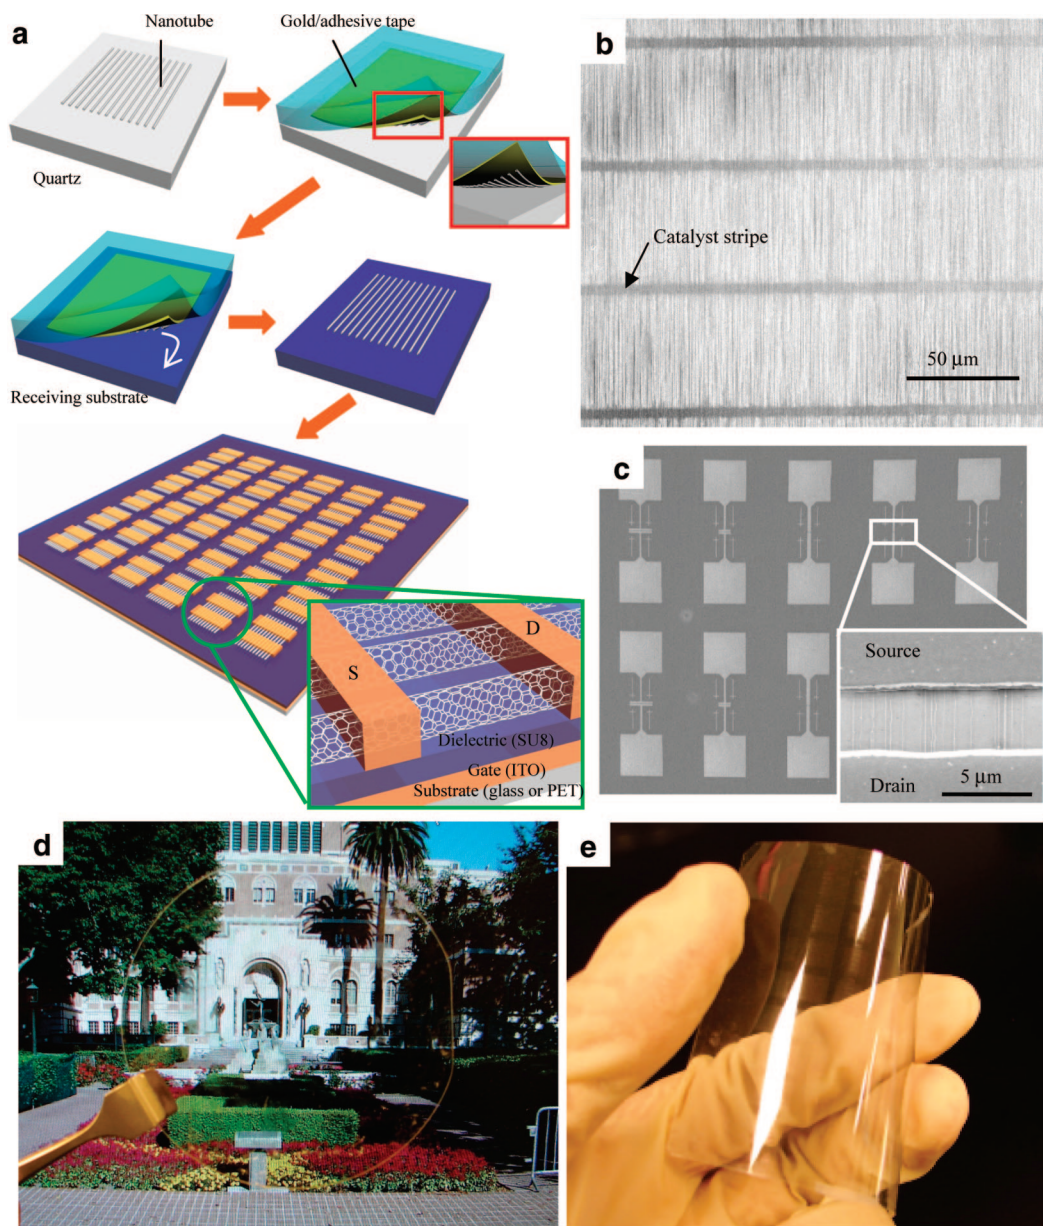 a
Nanotube
Gold/adhesive tape
Quartz
Receiving substrate
S
D
Dielectric (SU8)
Gate (ITO)
Substrate (glass or PET)
b
Catalyst stripe
50 μm
c
Source
Drain
5 μm
d
e